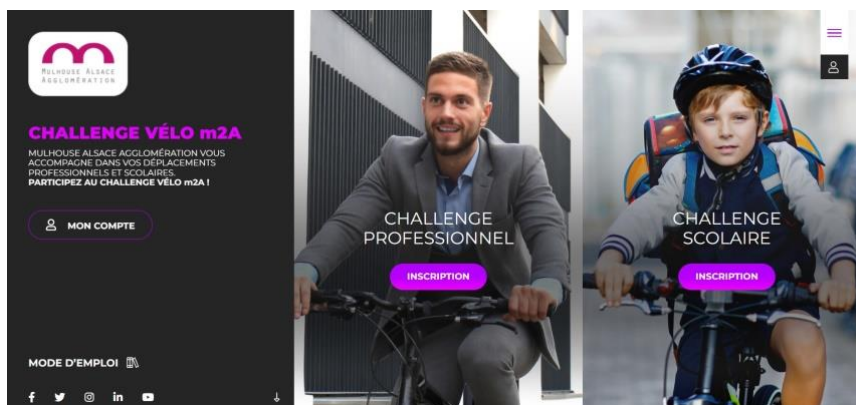 MULHOUSE ALSACE
AGGLOMÉRATION
CHALLENGE VÉLO m2A
MULHOUSE ALSACE AGGLOMÉRATION VOUS
ACCOMPAGNE DANS VOS DÉPLACEMENTS
PROFESSIONNELS ET SCOLAIRES.
PARTICIPEZ AU CHALLENGE VÉLO m2A !
MON COMPTE
MODE D'EMPLOI
CHALLENGE
PROFESSIONNEL
INSCRIPTION
CHALLENGE
SCOLAIRE
INSCRIPTION